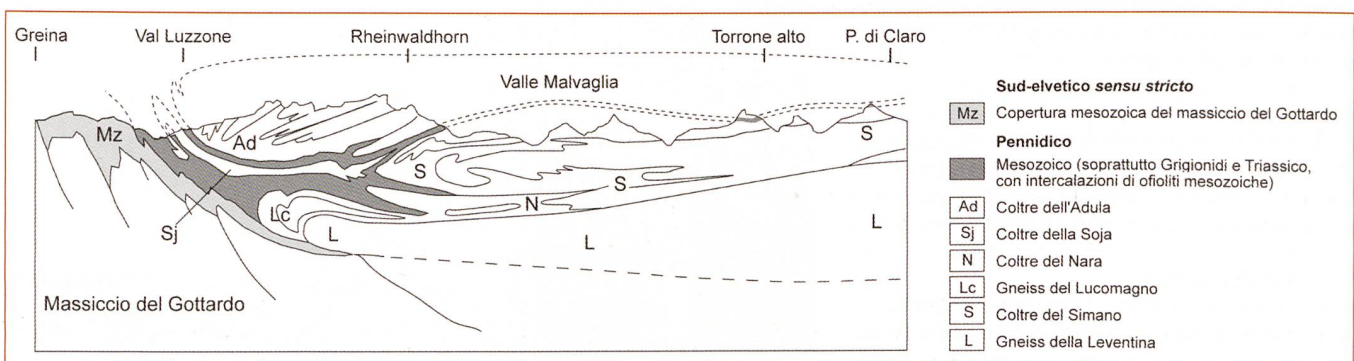 Greina
Val Luzzone
Rheinwaldhorn
Torrone alto
P. di Claro
Valle Malvaglia
Mz
Ad
S
S
S
Sj
Lc
N
L
L
L
Massiccio del Gottardo
Sud-elvetico sensu stricto
Mz Copertura mesozoica del massiccio del Gottardo
Pennidico
Mesozoico (soprattutto Grigionidi e Triassico,
con intercalazioni di ofioliti mesozoiche)
Ad Coltre dell'Adula
Sj Coltre della Soja
N Coltre del Nara
Lc Gneiss del Lucomagno
S Coltre del Simano
L Gneiss della Leventina